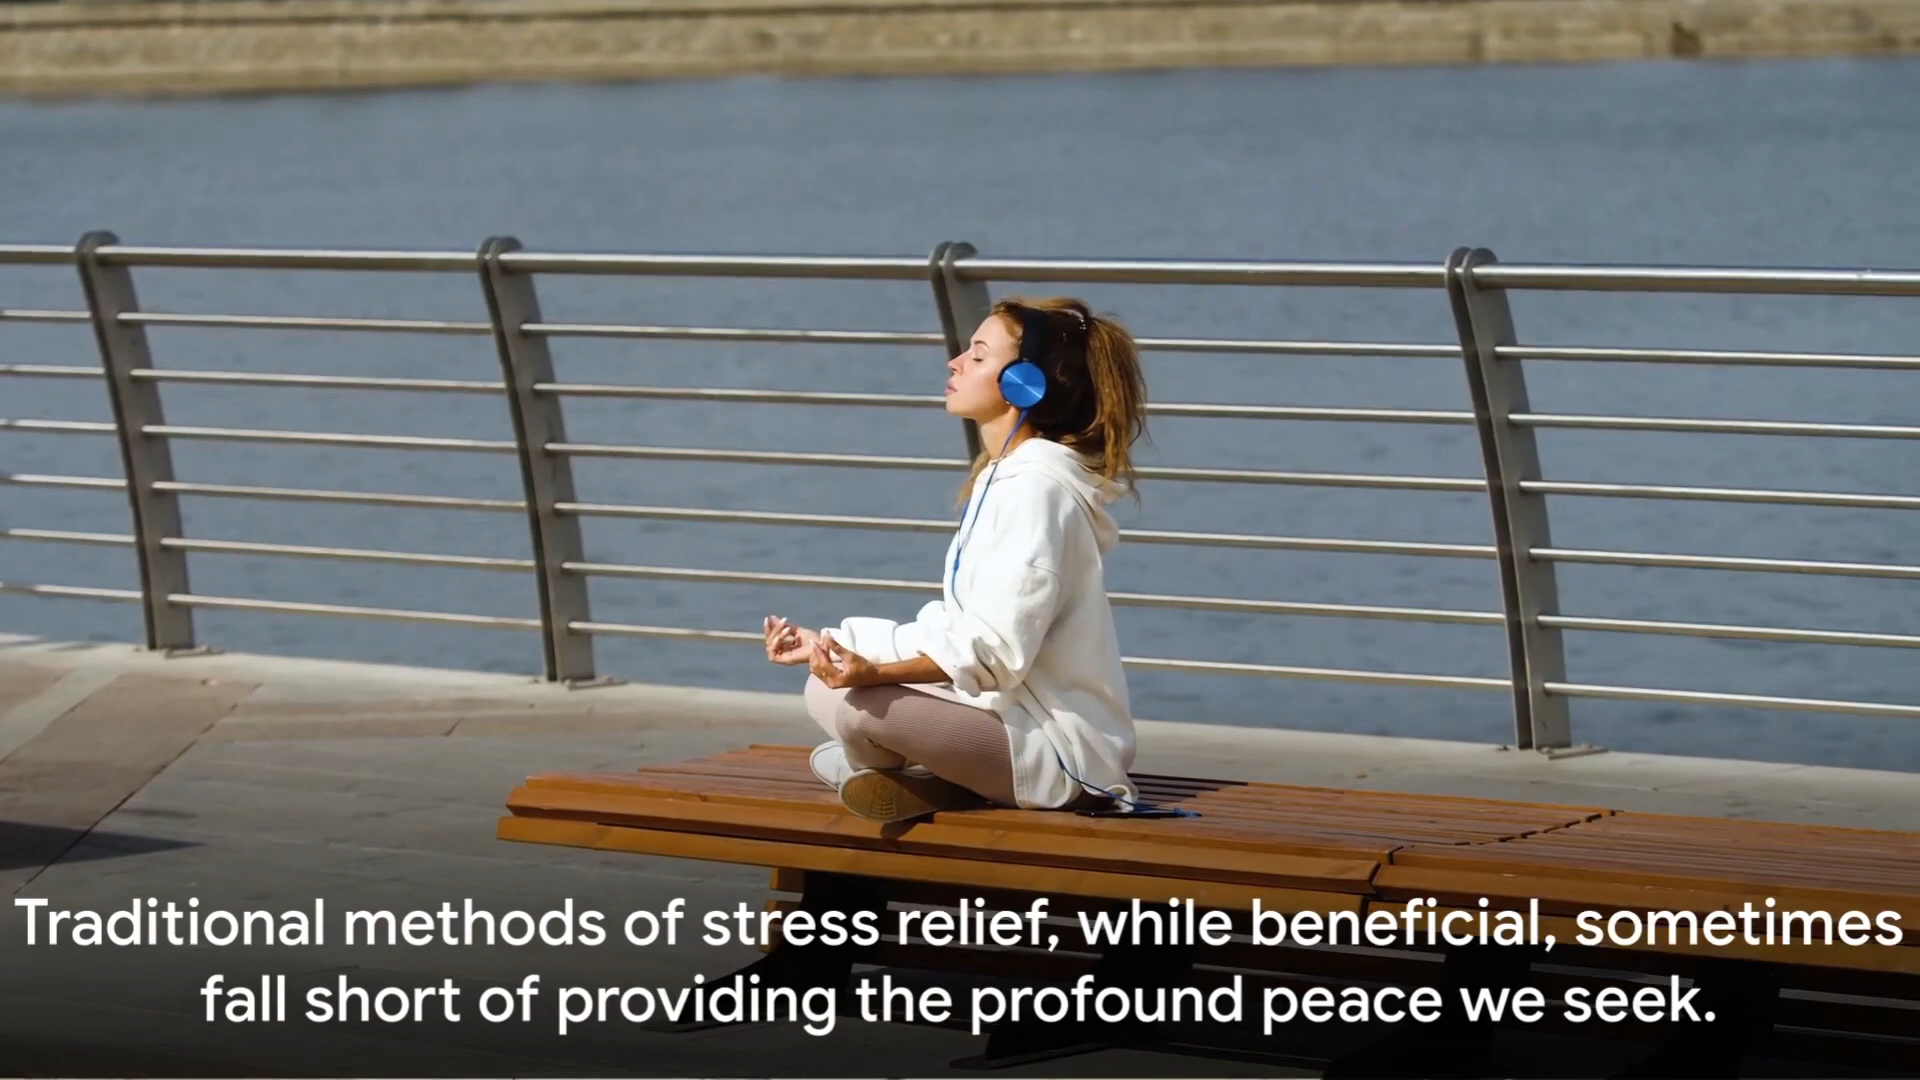 Traditional methods of stress relief, while beneficial, sometimes
fall short of providing the profound peace we seek.